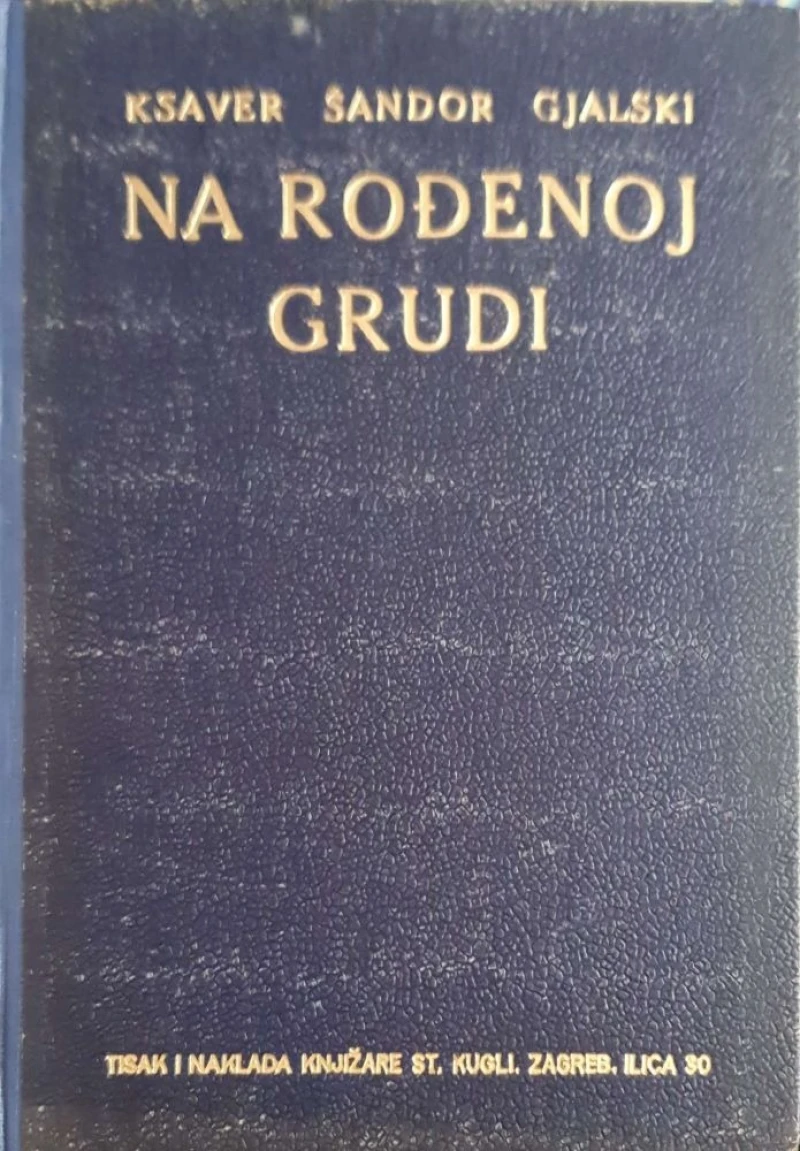 KSAVER ŠANDOR GJALSKI
NA ROĐENOJ
GRUDI
TISAK I NAKLADA KNJIŽARE ST. KUGLI. ZAGREB. ILICA 30